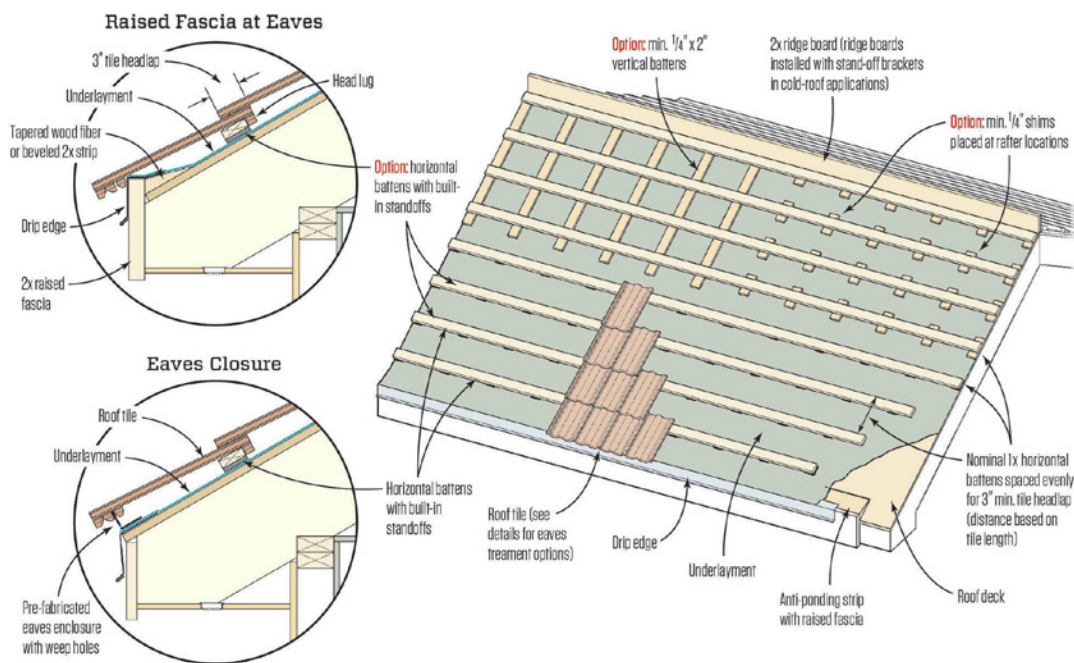 Raised Fascia at Eaves
3" tile headlap
Underlayment
Head lug
Tapered wood fiber
or beveled 2x strip
Drip edge
2x raised
fascia
Option: horizontal
battens with built-
in standoffs
Option: min. 1/4" x 2"
vertical battens
2x ridge board (ridge boards
installed with stand-off brackets
in cold-roof applications)
Option: min. 1/4" shims
placed at rafter locations
Eaves Closure
Roof tile
Underlayment
Pre-fabricated
eaves enclosure
with weep holes
Horizontal battens
with built-in
standoffs
Roof tile (see
details for eaves
treament options)
Drip edge
Underlayment
Anti-ponding strip
with raised fascia
Roof deck
Nominal 1x horizontal
battens spaced evenly
for 3" min. tile headlap
(distance based on
tile length)